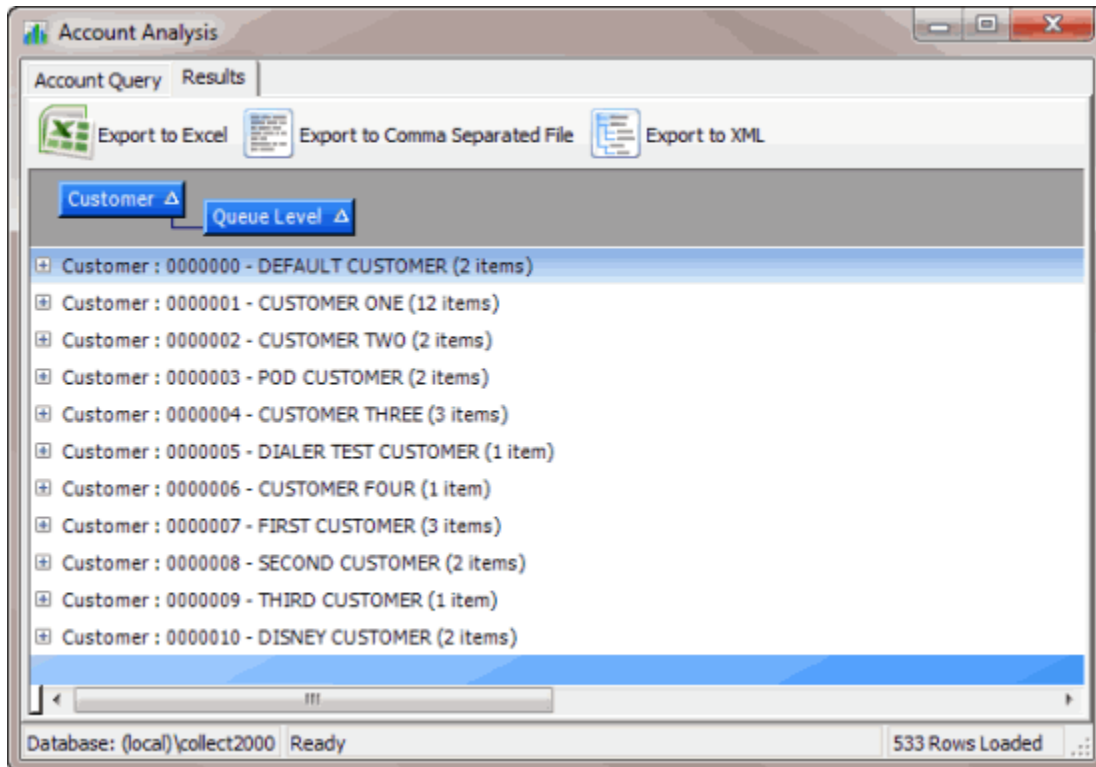 Account Analysis
Account Query Results
Export to Excel Export to Comma Separated File Export to XML
Customer
Queue Level
Customer : 0000000 - DEFAULT CUSTOMER (2 items)
Customer : 0000001 - CUSTOMER ONE (12 items)
Customer : 0000002 - CUSTOMER TWO (2 items)
Customer : 0000003 - POD CUSTOMER (2 items)
Customer : 0000004 - CUSTOMER THREE (3 items)
Customer : 0000005 - DIALER TEST CUSTOMER (1 item)
Customer : 0000006 - CUSTOMER FOUR (1 item)
Customer : 0000007 - FIRST CUSTOMER (3 items)
Customer : 0000008 - SECOND CUSTOMER (2 items)
Customer : 0000009 - THIRD CUSTOMER (1 item)
Customer : 0000010 - DISNEY CUSTOMER (2 items)
Database: (local)\collect2000 Ready 533 Rows Loaded